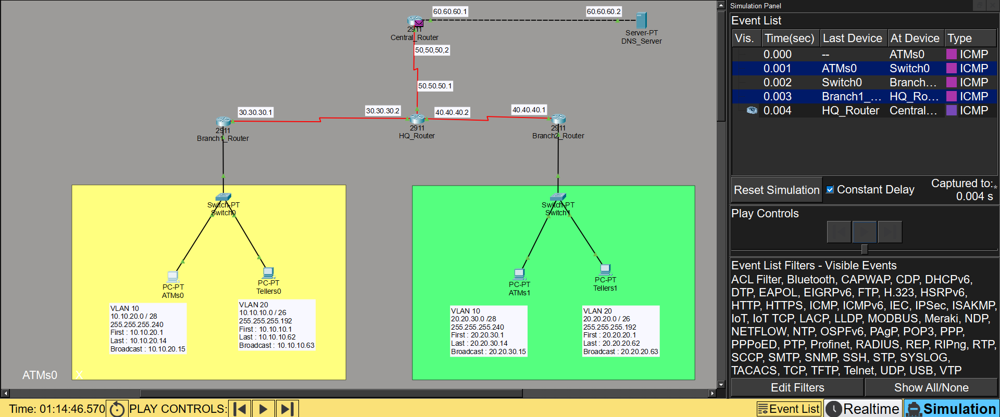 60.60.60.1
60.60.60.2
2911
Central_Router
Server-PT
DNS_Server
50,50,50,2
50.50.50.1
30.30.30.1
30.30.30.2
40.40.40.2
40.40.40.1
2911
Branch1_Router
2911
HQ_Router
2911
Branch2_Router
Switch-PT
Switch0
Switch-PT
Switch1
PC-PT
ATMs0
PC-PT
Tellers0
PC-PT
ATMs1
PC-PT
Tellers1
VLAN 10
10.10.20.0 / 28
255.255.255.240
First : 10.10.20.1
Last : 10.10.20.14
Broadcast : 10.10.20.15
VLAN 20
10.10.10.0 / 26
255.255.255.192
First : 10.10.10.1
Last : 10.10.10.62
Broadcast : 10.10.10.63
VLAN 10
20.20.30.0 /28
255.255.255.240
First : 20.20.30.1
Last : 20.20.30.14
Broadcast : 20.20.30.15
VLAN 20
20.20.20.0 / 26
255.255.255.192
First : 20.20.20.1
Last : 20.20.20.62
Broadcast : 20.20.20.63
ATMs0 X
Simulation Panel
Event List
Vis. Time(sec) Last Device At Device Type
0.000 -- ATMs0 ICMP
0.001 ATMs0 Switch0 ICMP
0.002 Switch0 Branch... ICMP
0.003 Branch1_... HQ_Ro... ICMP
0.004 HQ_Router Central... ICMP
Reset Simulation Constant Delay Captured to:*
0.004 s
Play Controls
Event List Filters - Visible Events
ACL Filter, Bluetooth, CAPWAP, CDP, DHCPv6,
DTP, EAPOL, EIGRPv6, FTP, H.323, HSRPv6,
HTTP, HTTPS, ICMP, ICMPv6, IEC, IPSec, ISAKMP,
IoT, IoT TCP, LACP, LLDP, MODBUS, Meraki, NDP,
NETFLOW, NTP, OSPFv6, PAgP, POP3, PPP,
PPPoED, PTP, Profinet, RADIUS, REP, RIPng, RTP,
SCCP, SMTP, SNMP, SSH, STP, SYSLOG,
TACACS, TCP, TFTP, Telnet, UDP, USB, VTP
Edit Filters Show All/None
Time: 01:14:46.570 PLAY CONTROLS: Event List Realtime Simulation